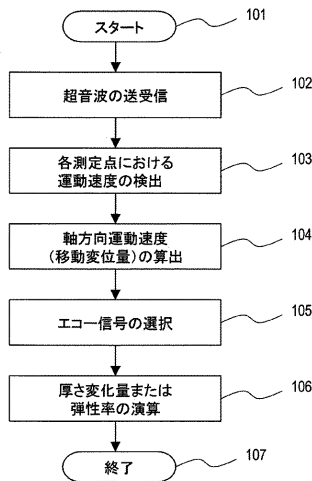 スタート
101
超音波の送受信
102
各測定点における
運動速度の検出
103
軸方向運動速度
(移動変位量)の算出
104
エコー信号の選択
105
厚さ変化量または
弾性率の演算
106
終了
107